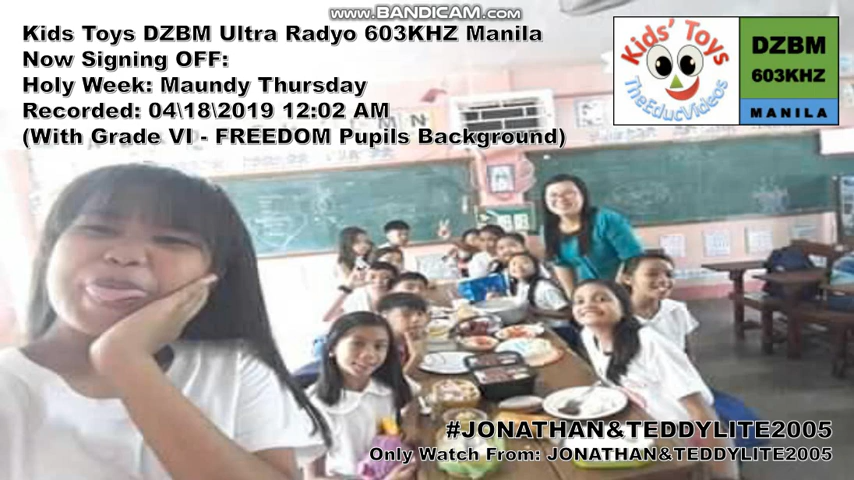 www.BANDICAM.com
Kids Toys DZBM Ultra Radyo 603KHZ Manila
Now Signing OFF:
Holy Week: Maundy Thursday
Recorded: 04\18\2019 12:02 AM
(With Grade VI - FREEDOM Pupils Background)
Kids' Toys
TheEducVideos
DZBM
603KHZ
MANILA
#JONATHAN&TEDDYLITE2005
Only Watch From: JONATHAN&TEDDYLITE2005